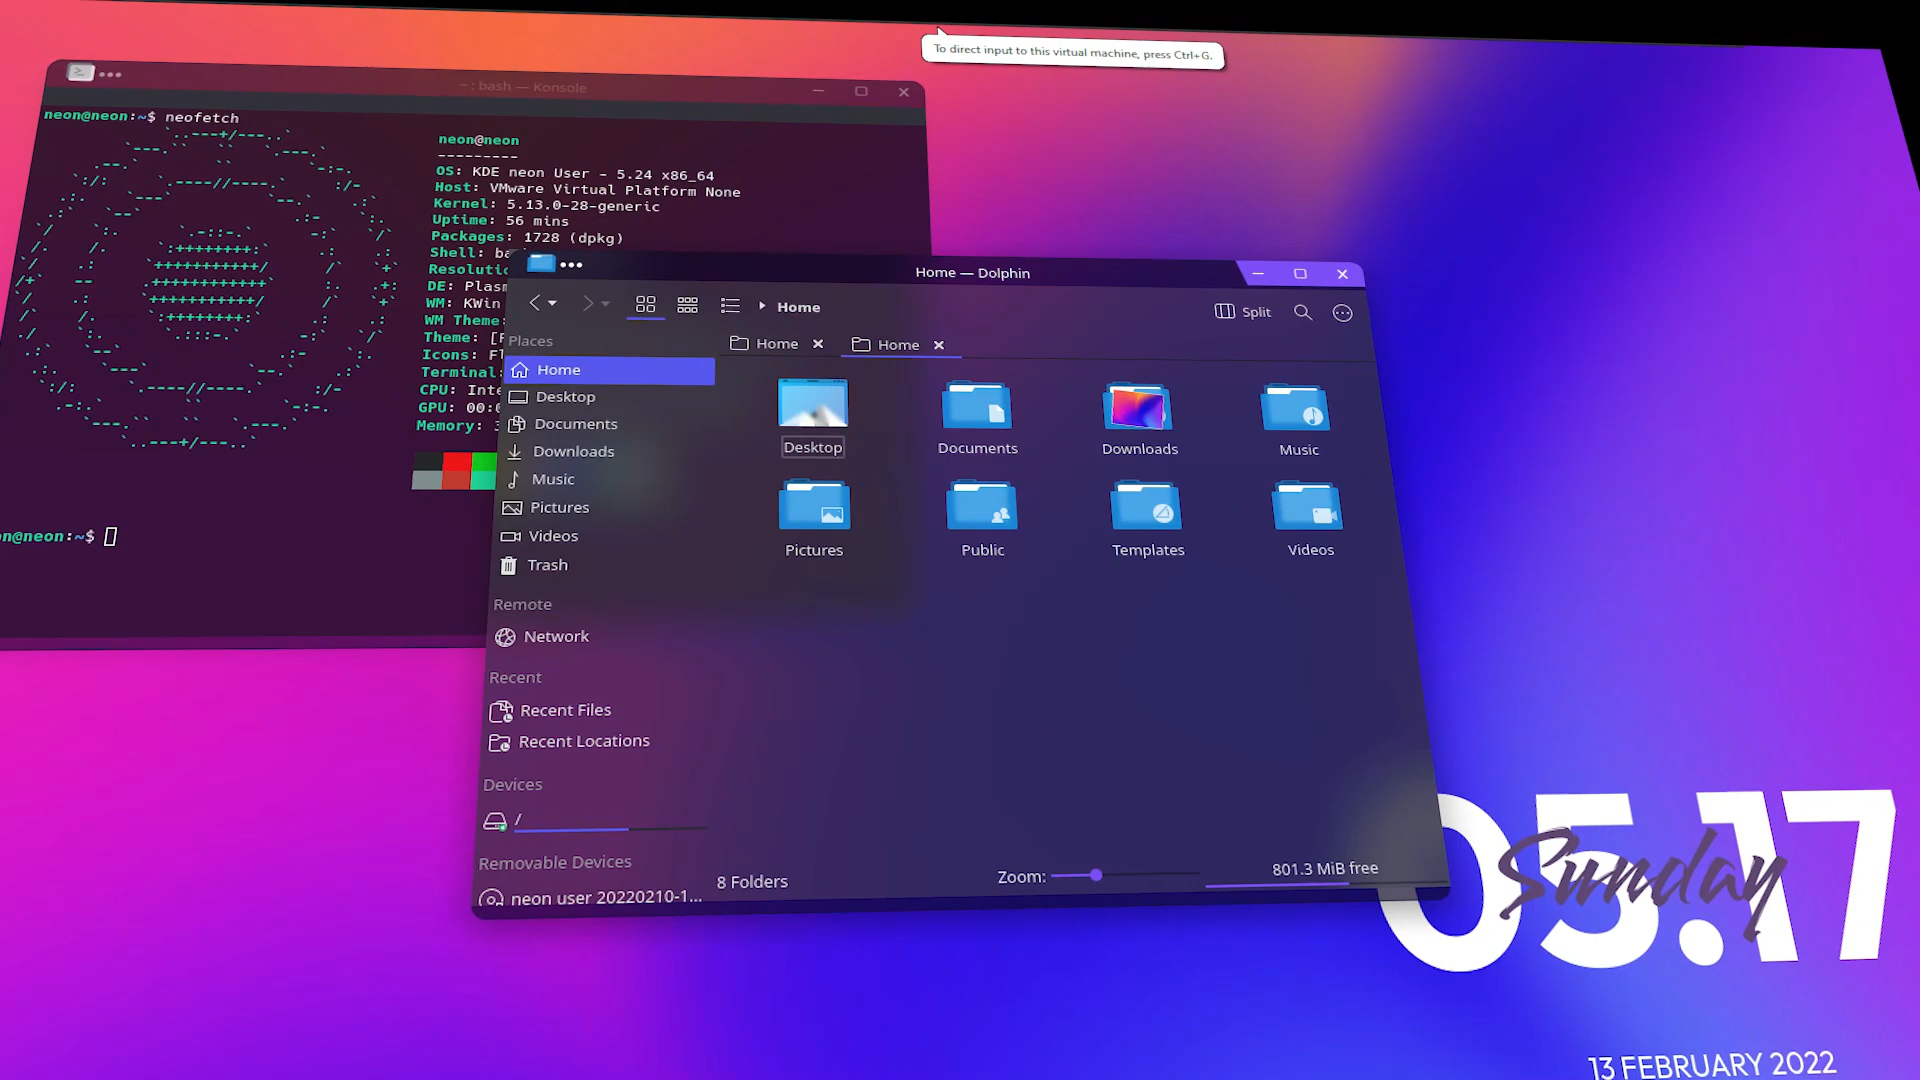 To direct input to this virtual machine, press Ctrl+G.
~ : bash — Konsole
neon@neon:~$ neofetch
neon@neon
---------
OS: KDE neon User - 5.24 x86_64
Host: VMware Virtual Platform None
Kernel: 5.13.0-28-generic
Uptime: 56 mins
Packages: 1728 (dpkg)
Shell:
DE:
WM: KWin
WM Theme:
Theme:
Icons:
Terminal:
CPU:
GPU: 00:0
Memory:
n@neon:~$
Home — Dolphin
Home
Split
Places
Home
Home
Home
Desktop
Documents
Downloads
Music
Pictures
Videos
Trash
Remote
Network
Recent
Recent Files
Recent Locations
Devices
/
Removable Devices
neon user 20220210-1...
Desktop
Documents
Downloads
Music
Pictures
Public
Templates
Videos
8 Folders
Zoom:
801.3 MiB free
05.17
Sunday
13 FEBRUARY 2022